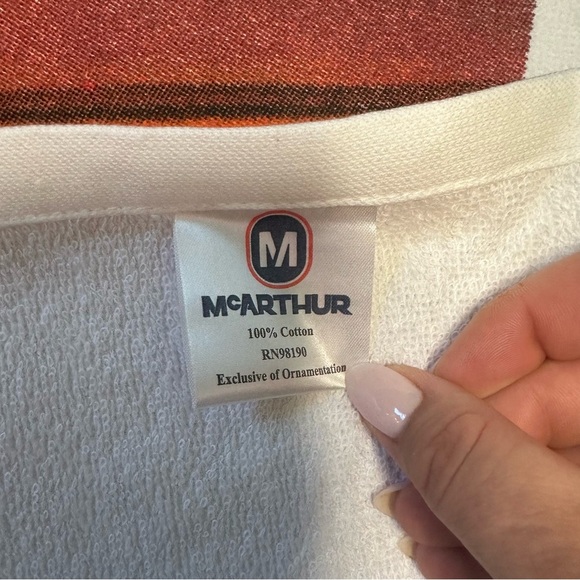 M
McARTHUR
100% Cotton
RN98190
Exclusive of Ornamentation